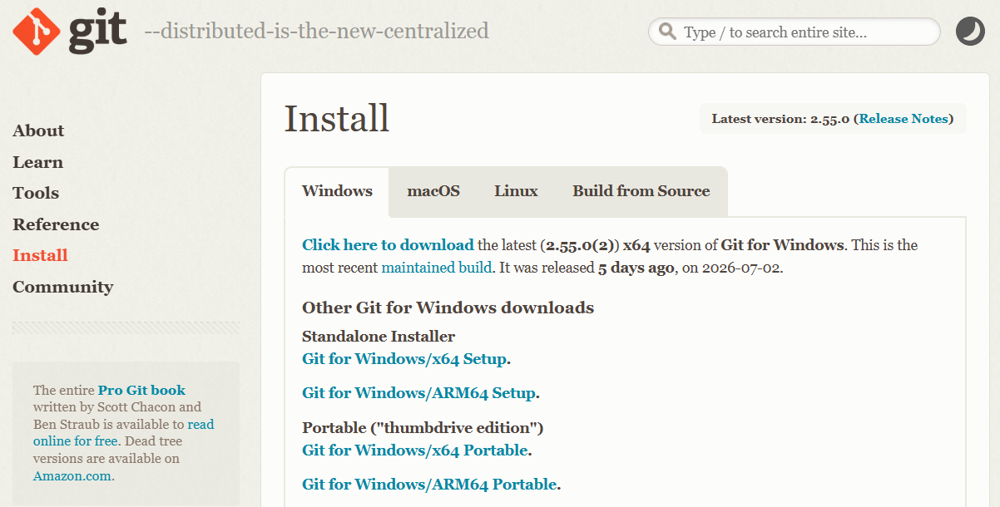 git --distributed-is-the-new-centralized
Type / to search entire site...
About
Learn
Tools
Reference
Install
Community
The entire Pro Git book
written by Scott Chacon and
Ben Straub is available to read
online for free. Dead tree
versions are available on
Amazon.com.
Install
Latest version: 2.55.0 (Release Notes)
Windows macOS Linux Build from Source
Click here to download the latest (2.55.0(2)) x64 version of Git for Windows. This is the
most recent maintained build. It was released 5 days ago, on 2026-07-02.
Other Git for Windows downloads
Standalone Installer
Git for Windows/x64 Setup.
Git for Windows/ARM64 Setup.
Portable ("thumbdrive edition")
Git for Windows/x64 Portable.
Git for Windows/ARM64 Portable.